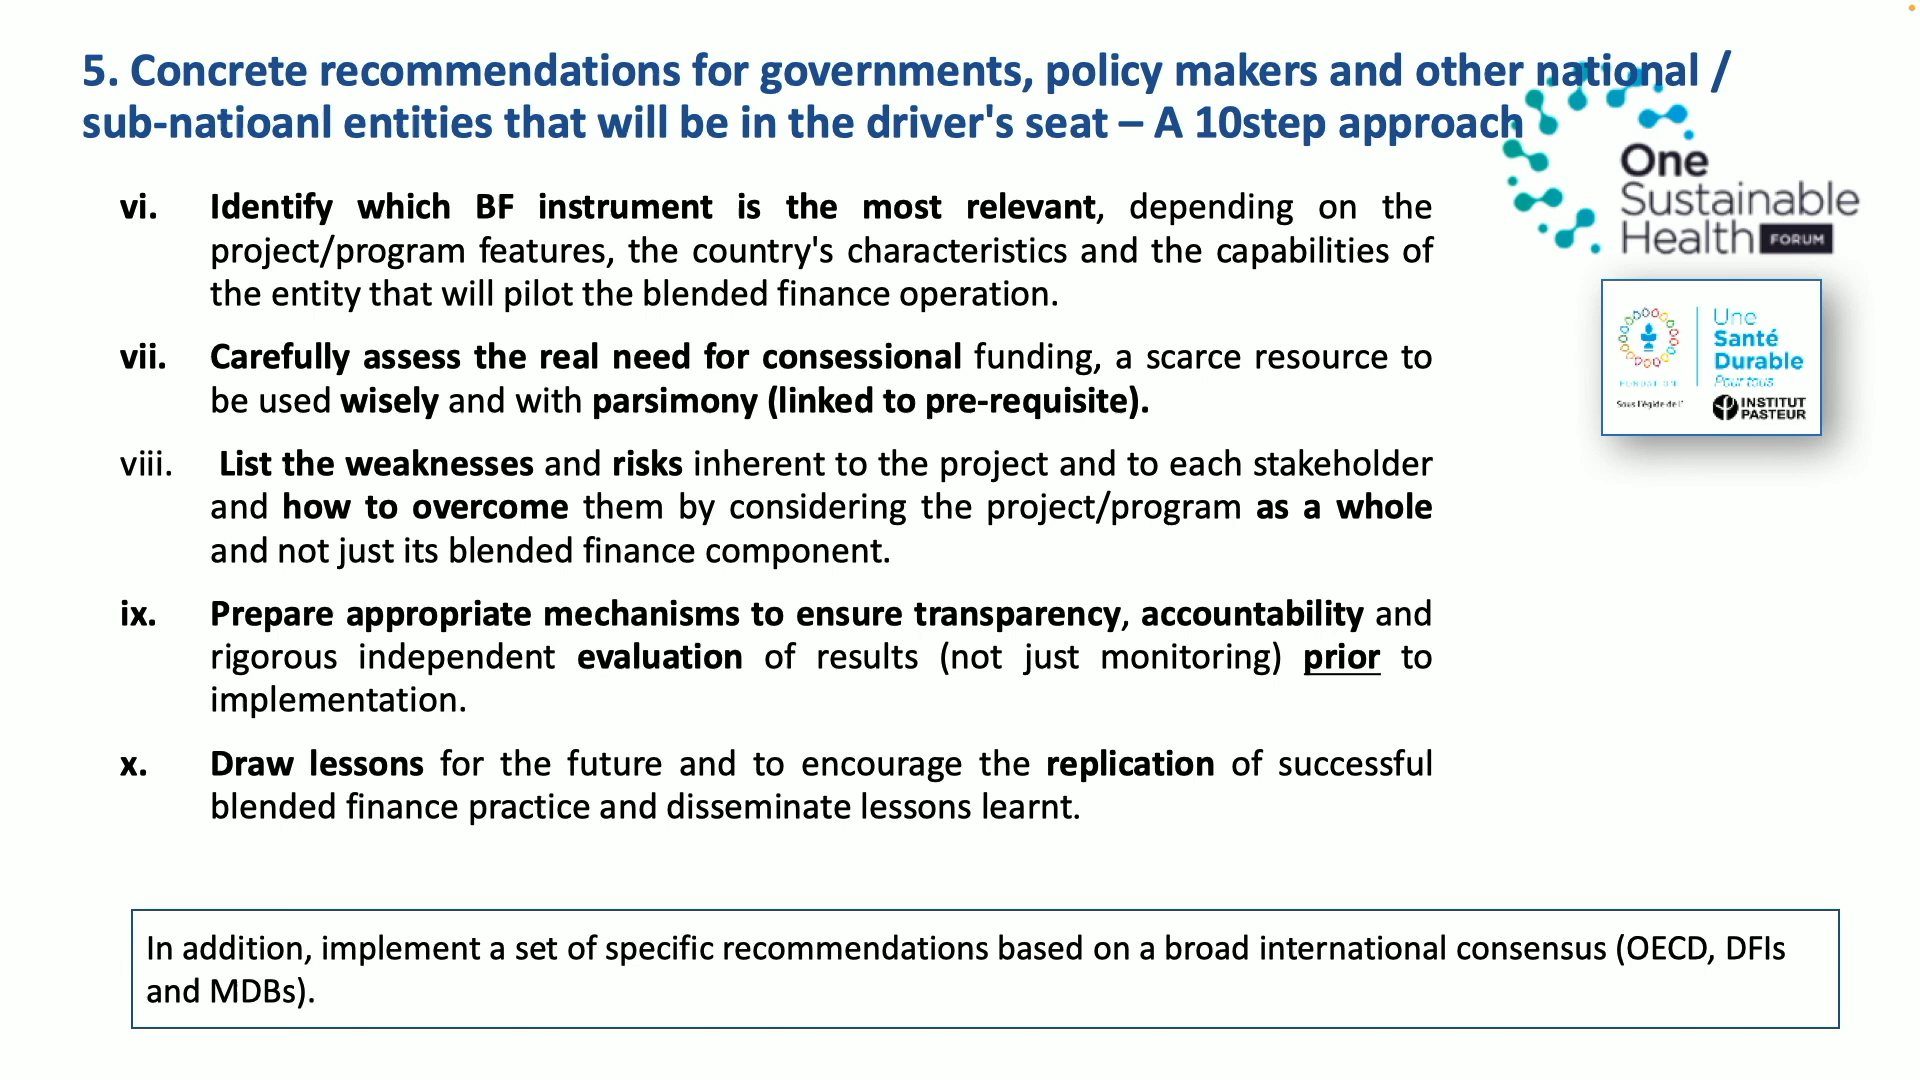 5. Concrete recommendations for governments, policy makers and other national /
sub-natioanl entities that will be in the driver's seat – A 10step approach
One
Sustainable
Health FORUM
vi. Identify which BF instrument is the most relevant, depending on the
project/program features, the country's characteristics and the capabilities of
the entity that will pilot the blended finance operation.
vii. Carefully assess the real need for consessional funding, a scarce resource to
be used wisely and with parsimony (linked to pre-requisite).
viii. List the weaknesses and risks inherent to the project and to each stakeholder
and how to overcome them by considering the project/program as a whole
and not just its blended finance component.
ix. Prepare appropriate mechanisms to ensure transparency, accountability and
rigorous independent evaluation of results (not just monitoring) prior to
implementation.
x. Draw lessons for the future and to encourage the replication of successful
blended finance practice and disseminate lessons learnt.
Une
Santé
Durable
Pour tous
FONDATION
Sous l'égide de l'
INSTITUT
PASTEUR
In addition, implement a set of specific recommendations based on a broad international consensus (OECD, DFIs
and MDBs).